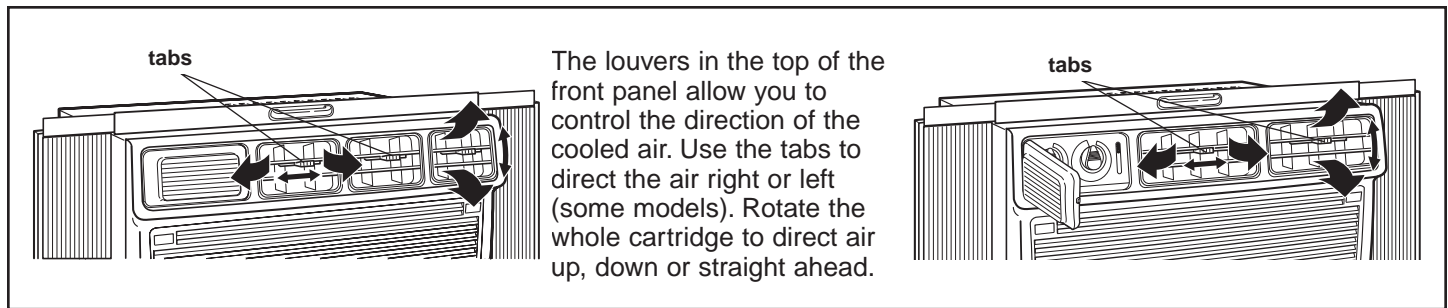 tabs
The louvers in the top of the
front panel allow you to
control the direction of the
cooled air. Use the tabs to
direct the air right or left
(some models). Rotate the
whole cartridge to direct air
up, down or straight ahead.
tabs